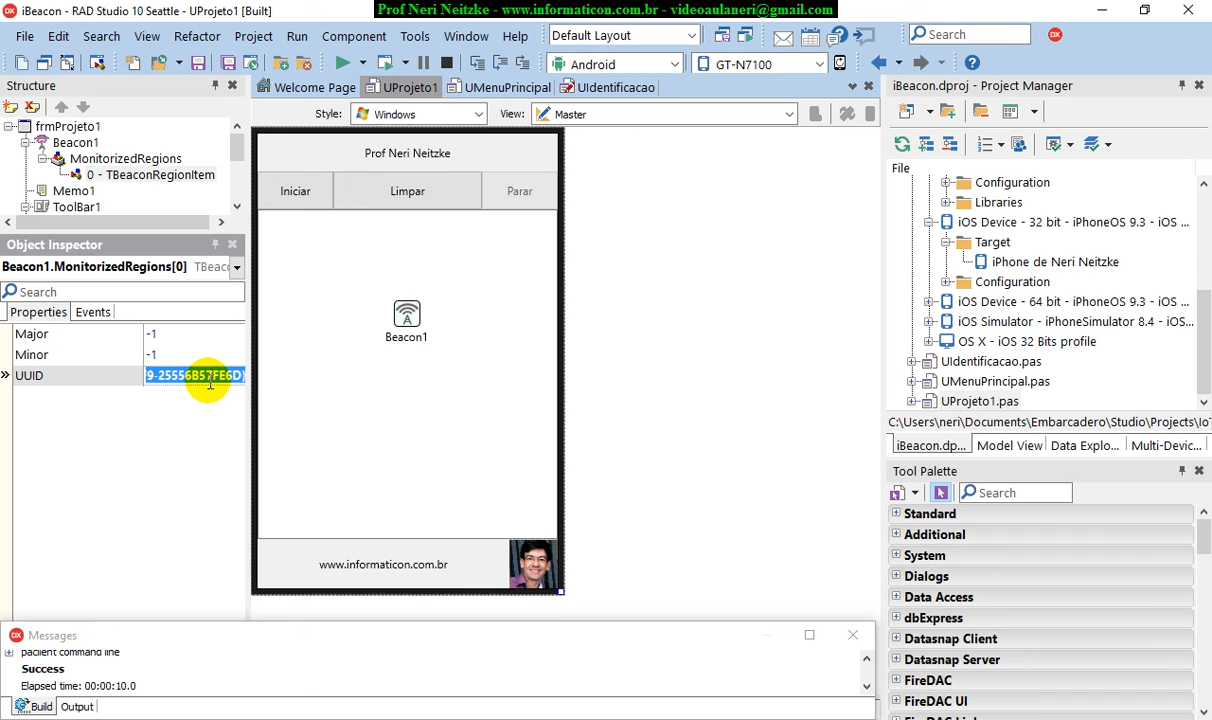 iBeacon - RAD Studio 10 Seattle - UProjeto1 [Built]
Prof Neri Neitzke - www.informaticon.com.br - videoaulaneri@gmail.com
File Edit Search View Refactor Project Run Component Tools Window Help
Default Layout
Search
Android
GT-N7100
Structure
Welcome Page
UProjeto1
UMenuPrincipal
UIdentificacao
iBeacon.dproj - Project Manager
Style:
Windows
View:
Master
frmProjeto1
Beacon1
MonitorizedRegions
0 - TBeaconRegionItem
Memo1
ToolBar1
Prof Neri Neitzke
Iniciar
Limpar
Parar
Beacon1
www.informaticon.com.br
Object Inspector
Beacon1.MonitorizedRegions[0]
Search
Properties
Events
Major
-1
Minor
-1
UUID
9-25556B57FE6D}
File
Configuration
Libraries
iOS Device - 32 bit - iPhoneOS 9.3 - iOS ...
Target
iPhone de Neri Neitzke
Configuration
iOS Device - 64 bit - iPhoneOS 9.3 - iOS ...
iOS Simulator - iPhoneSimulator 8.4 - iOS...
OS X - iOS 32 Bits profile
UIdentificacao.pas
UMenuPrincipal.pas
UProjeto1.pas
C:\Users\neri\Documents\Embarcadero\Studio\Projects\Io
iBeacon.dp...
Model View
Data Explo...
Multi-Devic...
Tool Palette
Search
Standard
Additional
System
Dialogs
Data Access
dbExpress
Datasnap Client
Datasnap Server
FireDAC
FireDAC UI
Messages
paclient command line
Success
Elapsed time: 00:00:10.0
Build
Output